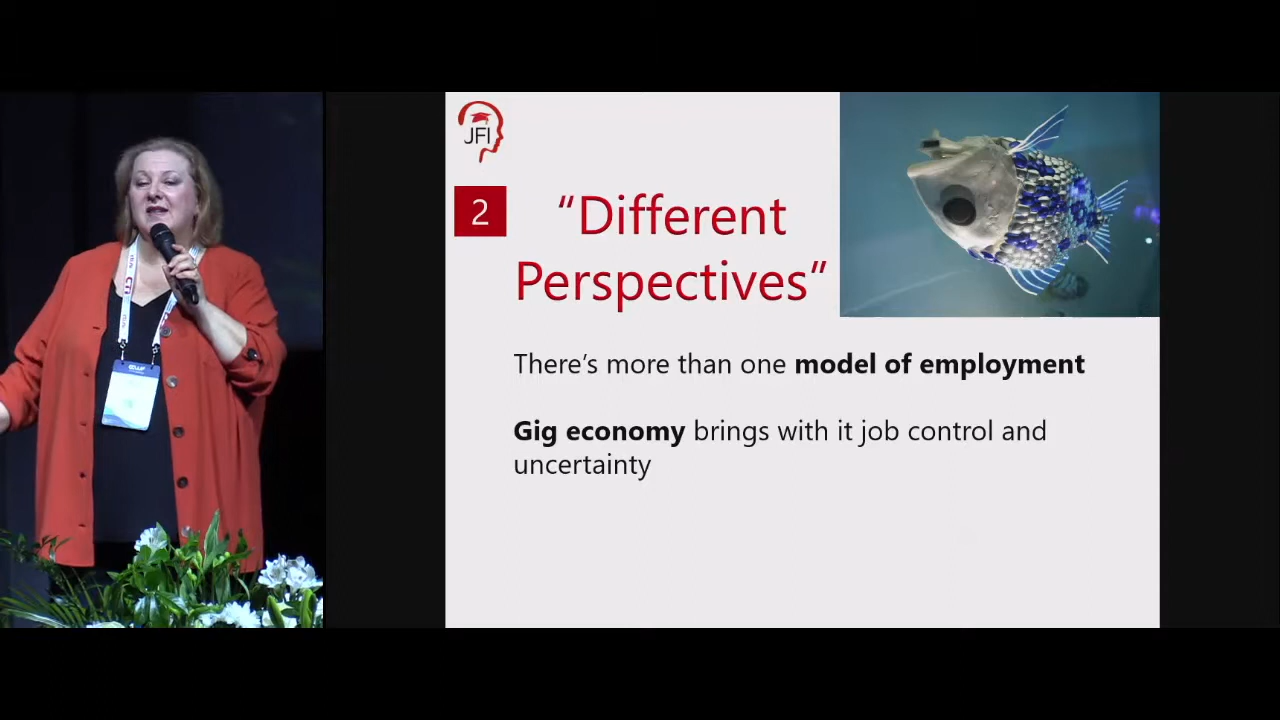 JFI
2
“Different
Perspectives”
There’s more than one model of employment
Gig economy brings with it job control and
uncertainty